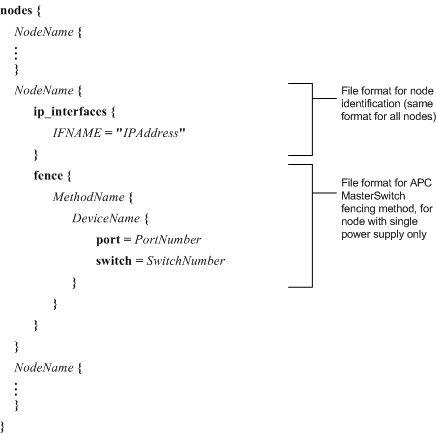 nodes {
NodeName {
⋮
}
NodeName {
ip_interfaces {
IFNAME = "IPAddress"
}
fence {
MethodName {
DeviceName {
port = PortNumber
switch = SwitchNumber
}
}
}
}
NodeName {
⋮
}
}
File format for node
identification (same
format for all nodes)
File format for APC
MasterSwitch
fencing method, for
node with single
power supply only